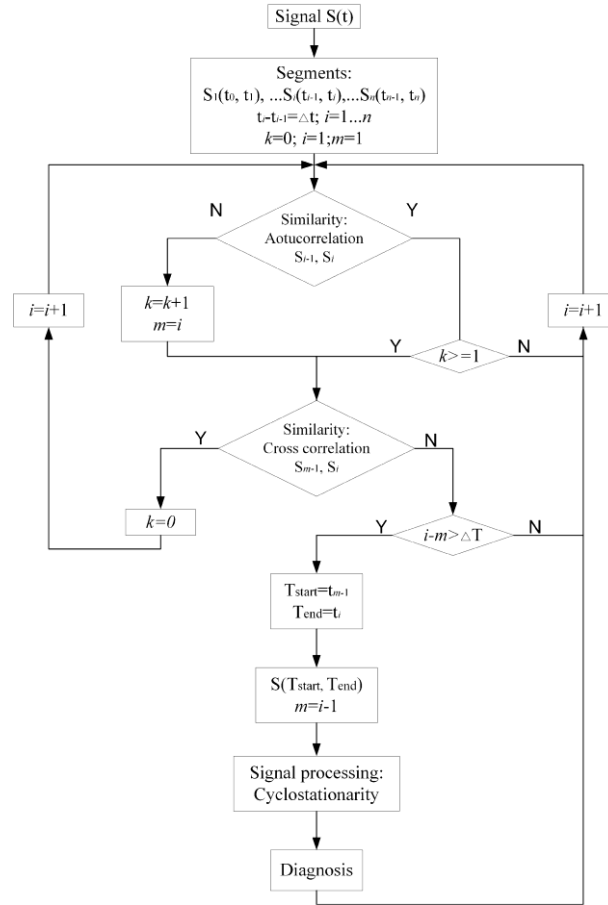 Signal S(t)
Segments:
S₁(t₀, t₁), ...Sᵢ(tᵢ₋₁, tᵢ),...Sₙ(tₙ₋₁, tₙ)
tᵢ-tᵢ₋₁=△t; i=1...n
k=0; i=1;m=1
N
Y
Similarity:
Aotucorrelation
Sᵢ₋₁, Sᵢ
i=i+1
k=k+1
m=i
i=i+1
Y
k>=1
N
Similarity:
Cross correlation
Sₘ₋₁, Sᵢ
Y
N
k=0
Y
i-m>△T
N
Tstart=tₘ₋₁
Tend=tᵢ
S(Tstart, Tend)
m=i-1
Signal processing:
Cyclostationarity
Diagnosis